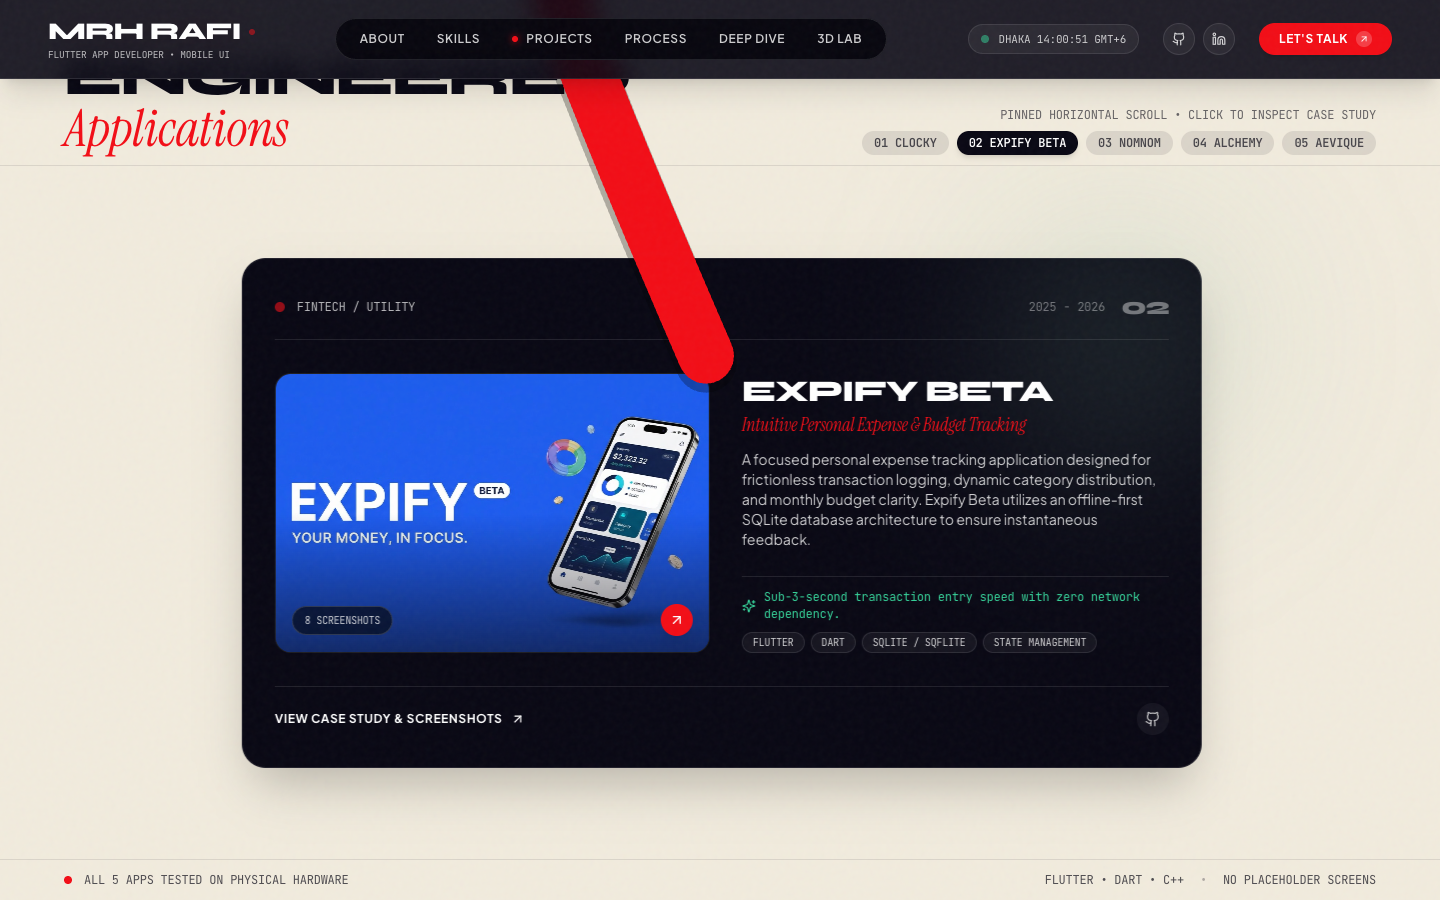 MRH RAFI
FLUTTER APP DEVELOPER • MOBILE UI
ABOUT
SKILLS
PROJECTS
PROCESS
DEEP DIVE
3D LAB
DHAKA 14:00:51 GMT+6
LET'S TALK
Applications
PINNED HORIZONTAL SCROLL • CLICK TO INSPECT CASE STUDY
01 CLOCKY
02 EXPIFY BETA
03 NOMNOM
04 ALCHEMY
05 AEVIQUE
FINTECH / UTILITY
2025 - 2026 02
EXPIFY BETA
YOUR MONEY, IN FOCUS.
$2,323.32
8 SCREENSHOTS
EXPIFY BETA
Intuitive Personal Expense & Budget Tracking
A focused personal expense tracking application designed for
frictionless transaction logging, dynamic category distribution,
and monthly budget clarity. Expify Beta utilizes an offline-first
SQLite database architecture to ensure instantaneous
feedback.
Sub-3-second transaction entry speed with zero network
dependency.
FLUTTER
DART
SQLITE / SQFLITE
STATE MANAGEMENT
VIEW CASE STUDY & SCREENSHOTS
ALL 5 APPS TESTED ON PHYSICAL HARDWARE
FLUTTER • DART • C++ • NO PLACEHOLDER SCREENS